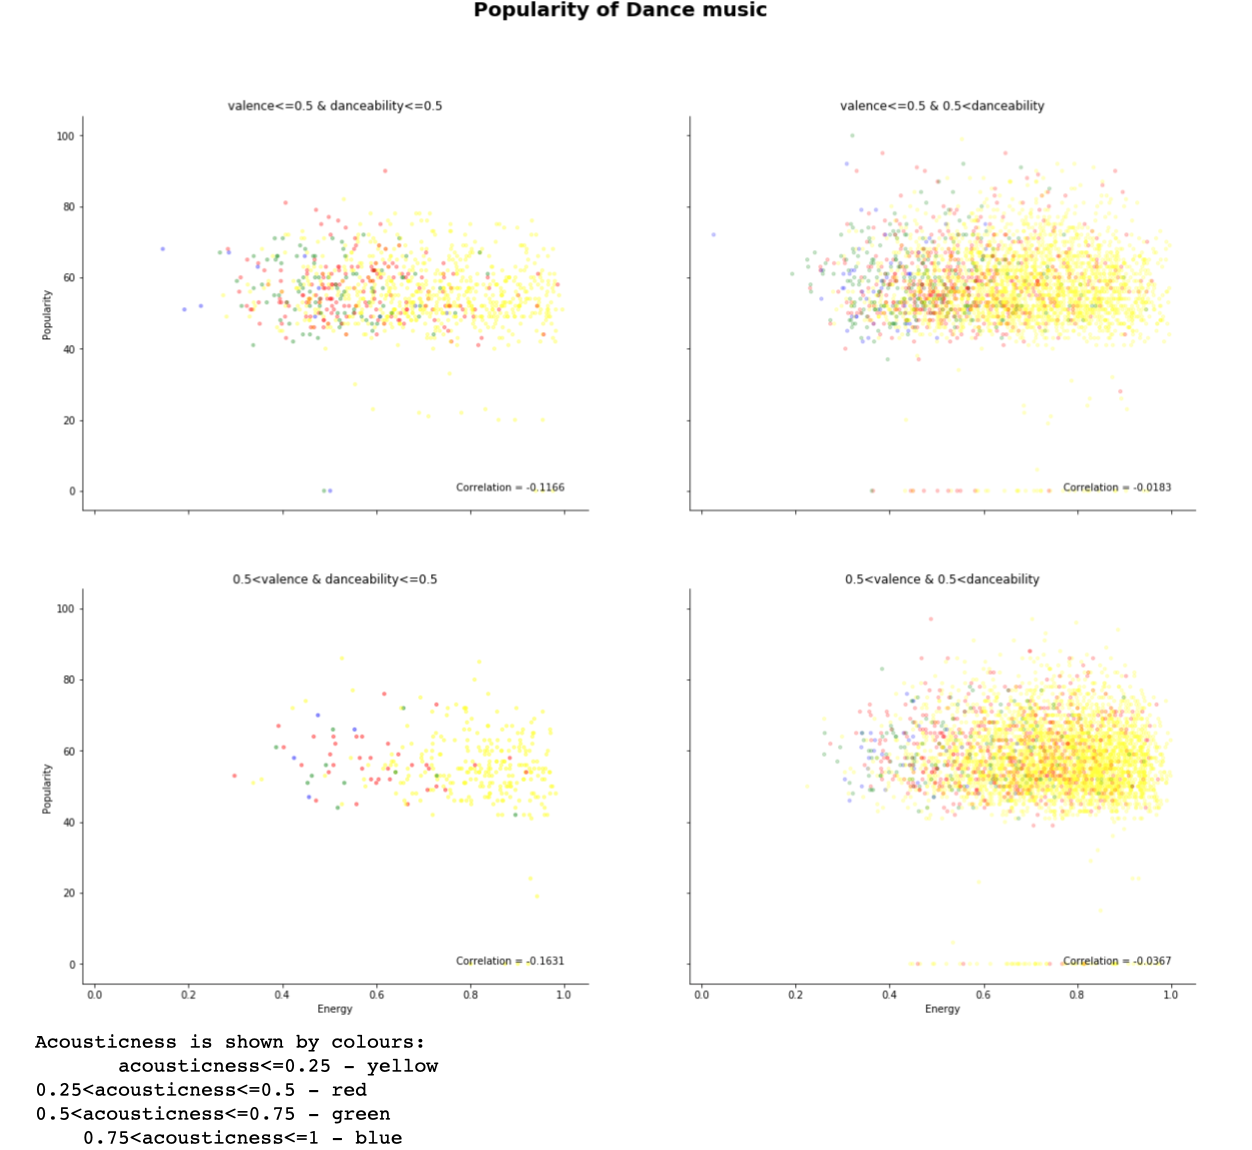 Popularity of Dance music
valence<=0.5 & danceability<=0.5
valence<=0.5 & 0.5<danceability
100
80
60
40
20
0
Popularity
Correlation = -0.1166
Correlation = -0.0183
0.5<valence & danceability<=0.5
0.5<valence & 0.5<danceability
100
80
60
40
20
0
Popularity
Correlation = -0.1631
Correlation = -0.0367
0.0 0.2 0.4 0.6 0.8 1.0
0.0 0.2 0.4 0.6 0.8 1.0
Energy
Energy
Acousticness is shown by colours:
acousticness<=0.25 – yellow
0.25<acousticness<=0.5 – red
0.5<acousticness<=0.75 – green
0.75<acousticness<=1 – blue